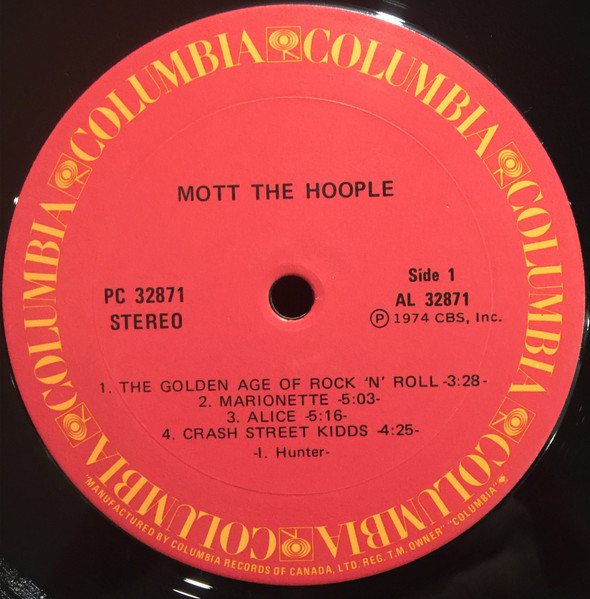 COLUMBIA COLUMBIA COLUMBIA COLUMBIA COLUMBIA COLUMBIA
MOTT THE HOOPLE
PC 32871
STEREO
Side 1
AL 32871
Ⓟ 1974 CBS, Inc.
1. THE GOLDEN AGE OF ROCK 'N' ROLL -3:28-
2. MARIONETTE -5:03-
3. ALICE -5:16-
4. CRASH STREET KIDDS -4:25-
-I. Hunter-
"MANUFACTURED BY COLUMBIA RECORDS OF CANADA, LTD. REG. T.M. OWNER" "COLUMBIA"